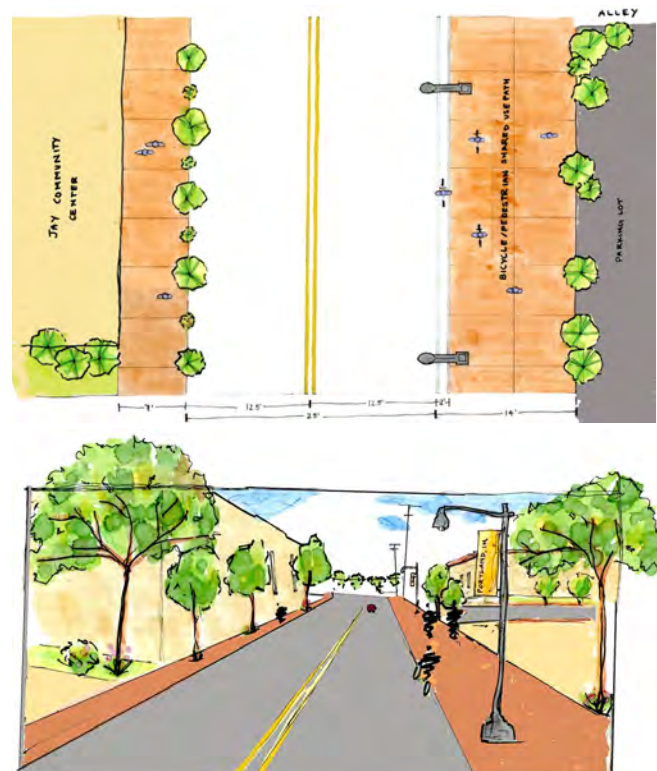 ALLEY
JAY COMMUNITY
CENTER
BICYCLE/PEDESTRIAN SHARED USE PATH
PARKING LOT
7'
12.5'
12.5'
2'
25'
14'
PORTLAND, IN